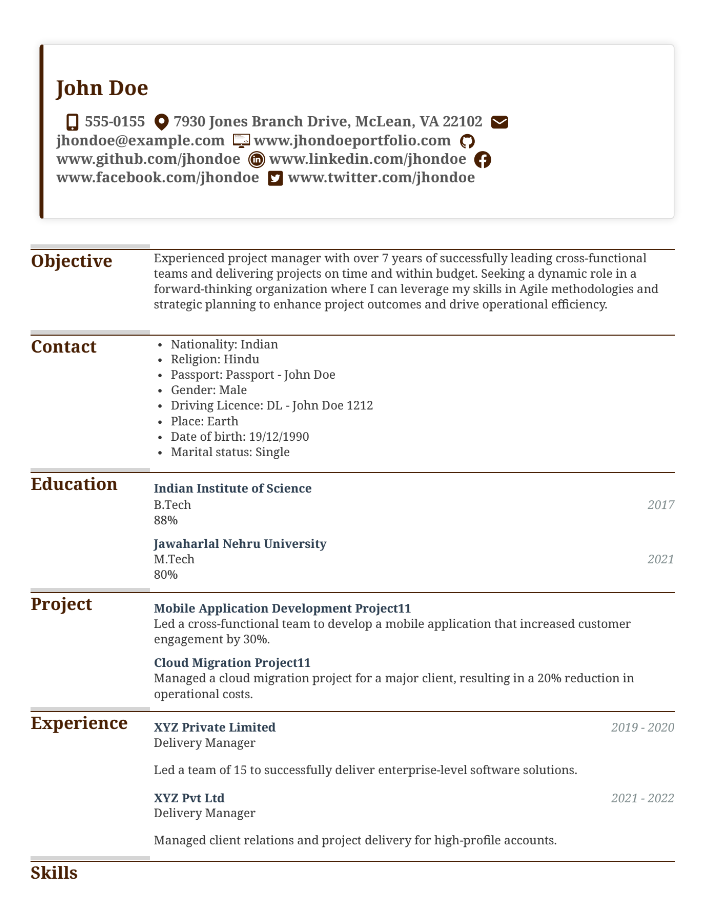 John Doe
555-0155 7930 Jones Branch Drive, McLean, VA 22102
jhondoe@example.com www.jhondoeportfolio.com
www.github.com/jhondoe www.linkedin.com/jhondoe
www.facebook.com/jhondoe www.twitter.com/jhondoe
Objective
Experienced project manager with over 7 years of successfully leading cross-functional
teams and delivering projects on time and within budget. Seeking a dynamic role in a
forward-thinking organization where I can leverage my skills in Agile methodologies and
strategic planning to enhance project outcomes and drive operational efficiency.
Contact
• Nationality: Indian
• Religion: Hindu
• Passport: Passport - John Doe
• Gender: Male
• Driving Licence: DL - John Doe 1212
• Place: Earth
• Date of birth: 19/12/1990
• Marital status: Single
Education
Indian Institute of Science
B.Tech 2017
88%
Jawaharlal Nehru University
M.Tech 2021
80%
Project
Mobile Application Development Project11
Led a cross-functional team to develop a mobile application that increased customer
engagement by 30%.
Cloud Migration Project11
Managed a cloud migration project for a major client, resulting in a 20% reduction in
operational costs.
Experience
XYZ Private Limited 2019 - 2020
Delivery Manager
Led a team of 15 to successfully deliver enterprise-level software solutions.
XYZ Pvt Ltd 2021 - 2022
Delivery Manager
Managed client relations and project delivery for high-profile accounts.
Skills